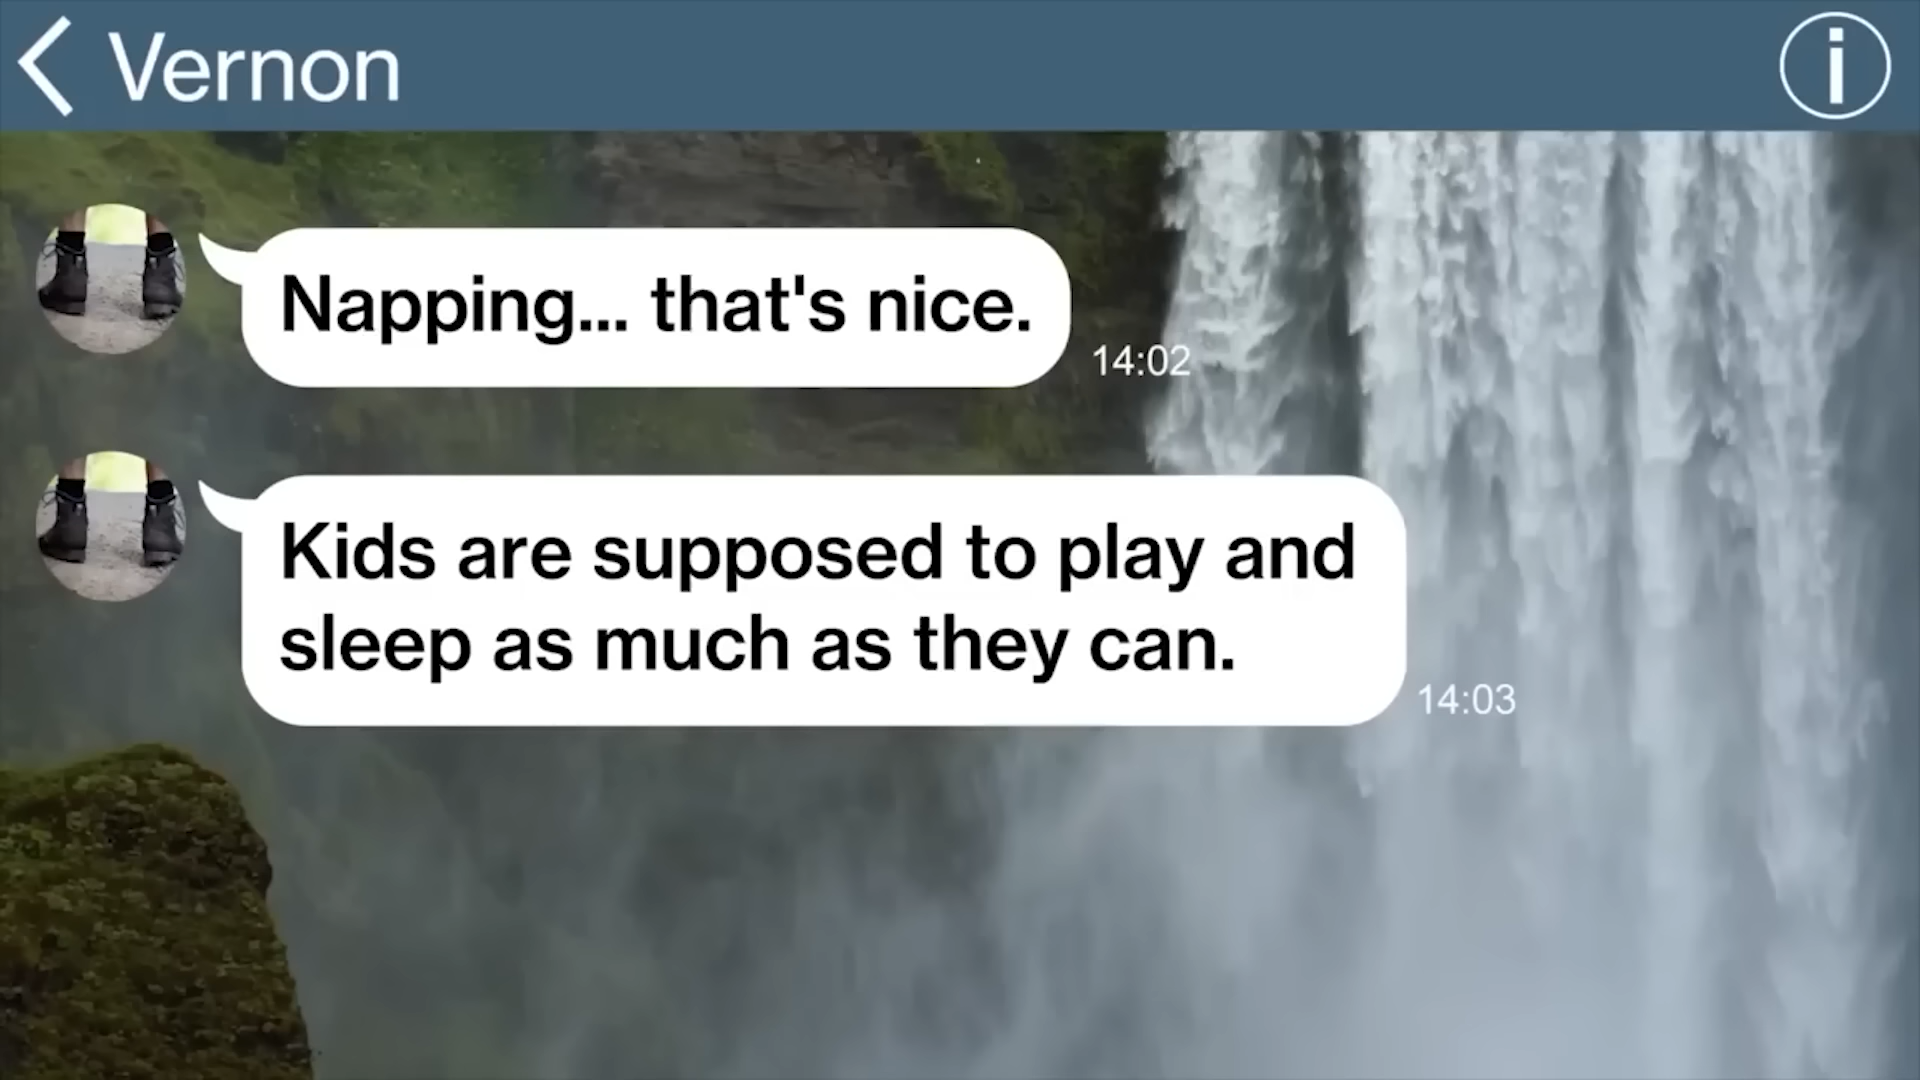 Vernon
Napping... that's nice.
14:02
Kids are supposed to play and
sleep as much as they can.
14:03